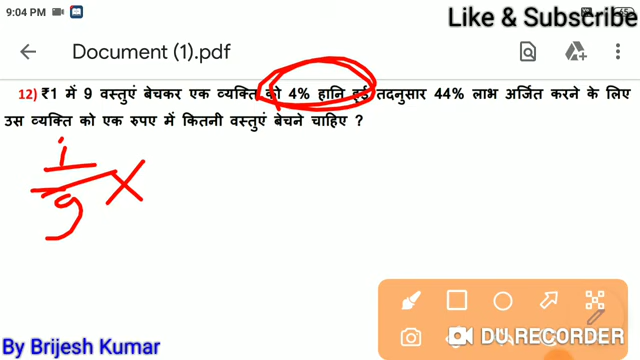 9:04 PM
65
Like & Subscribe
Document (1).pdf
12) ₹1 में 9 वस्तुएं बेचकर एक व्यक्ति को 4% हानि हुई तदनुसार 44% लाभ अर्जित करने के लिए
उस व्यक्ति को एक रुपए में कितनी वस्तुएं बेचने चाहिए ?
1/9 ×
DU RECORDER
By Brijesh Kumar